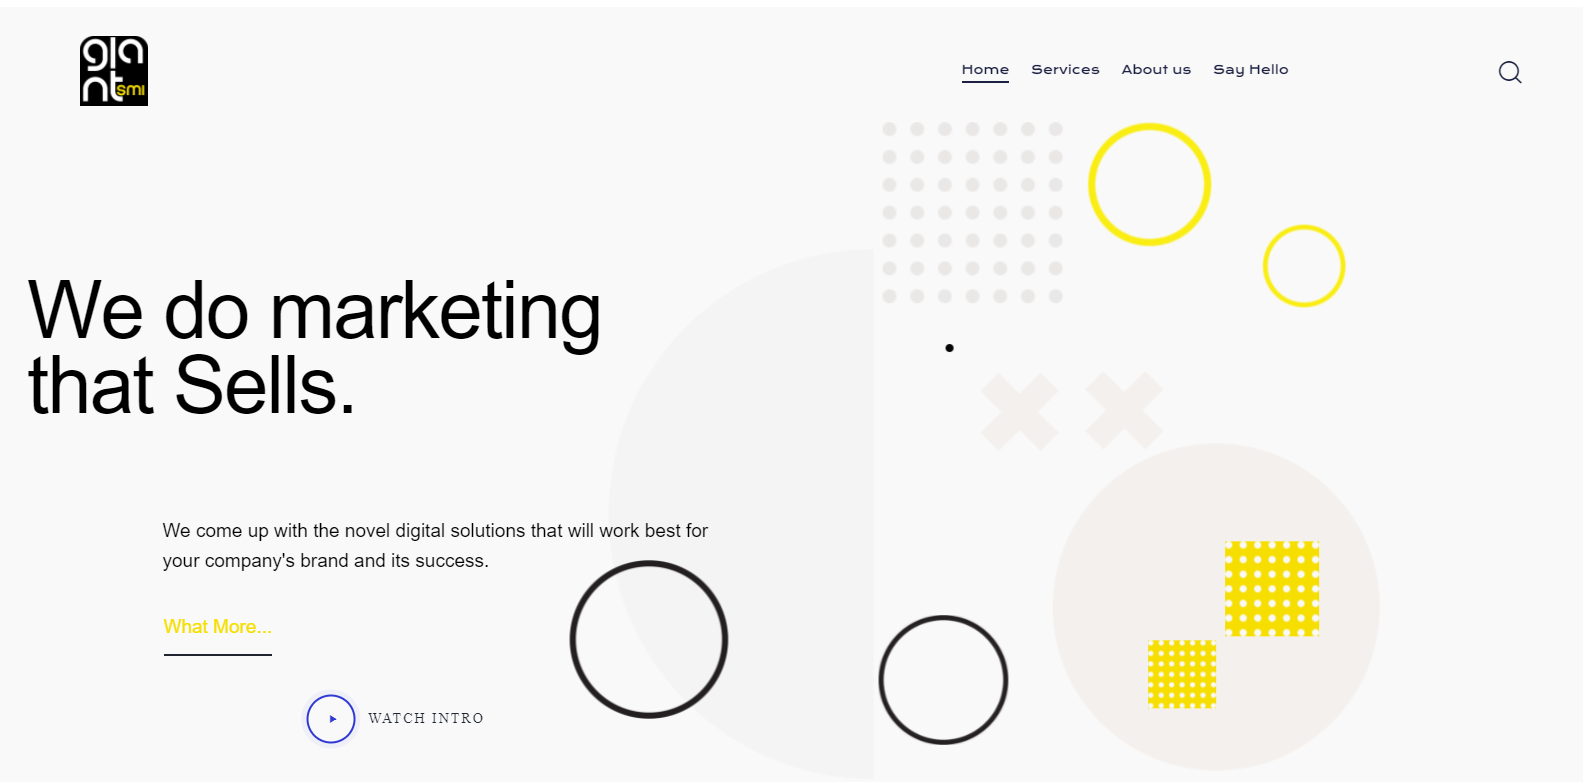 giant
SMI
Home Services About us Say Hello
We do marketing
that Sells.
We come up with the novel digital solutions that will work best for
your company's brand and its success.
What More...
WATCH INTRO